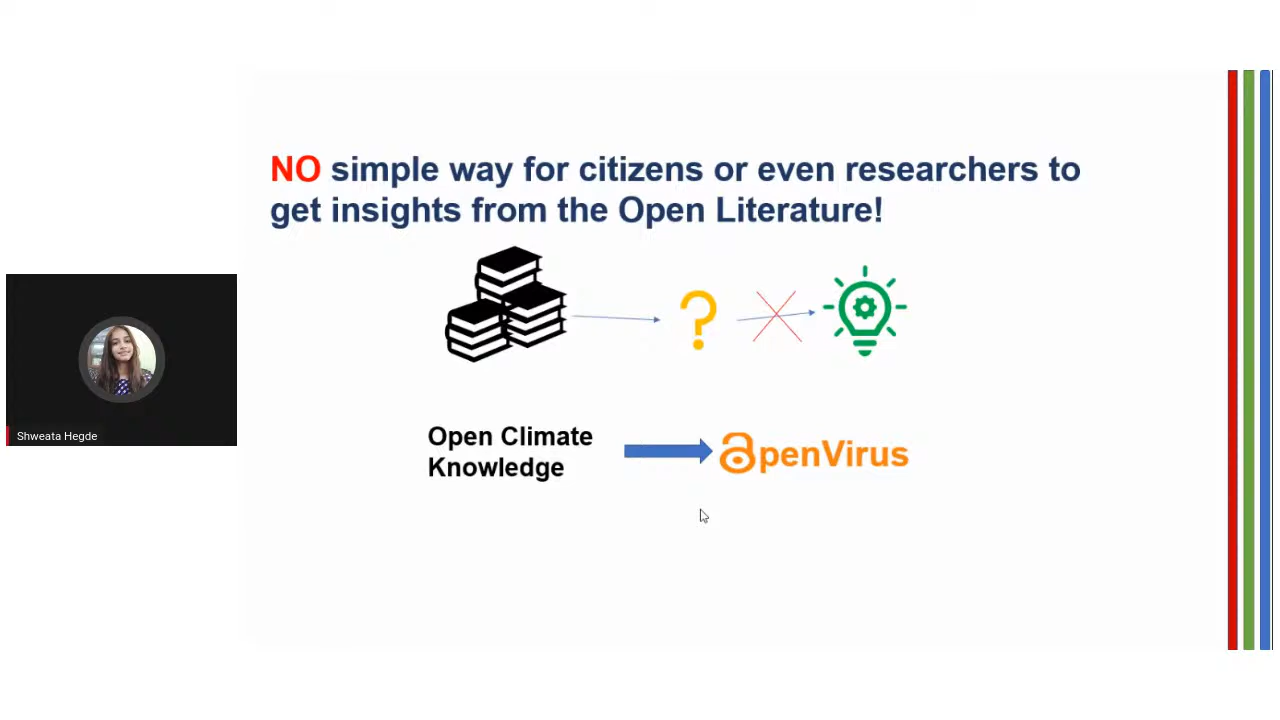 NO simple way for citizens or even researchers to
get insights from the Open Literature!
?
Open Climate
Knowledge
OpenVirus
Shweata Hegde